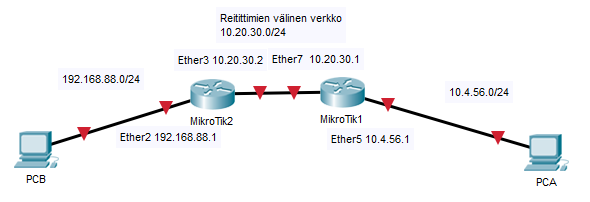 Reitittimien välinen verkko
10.20.30.0/24
Ether3 10.20.30.2
Ether7 10.20.30.1
192.168.88.0/24
10.4.56.0/24
MikroTik2
MikroTik1
Ether2 192.168.88.1
Ether5 10.4.56.1
PCB
PCA